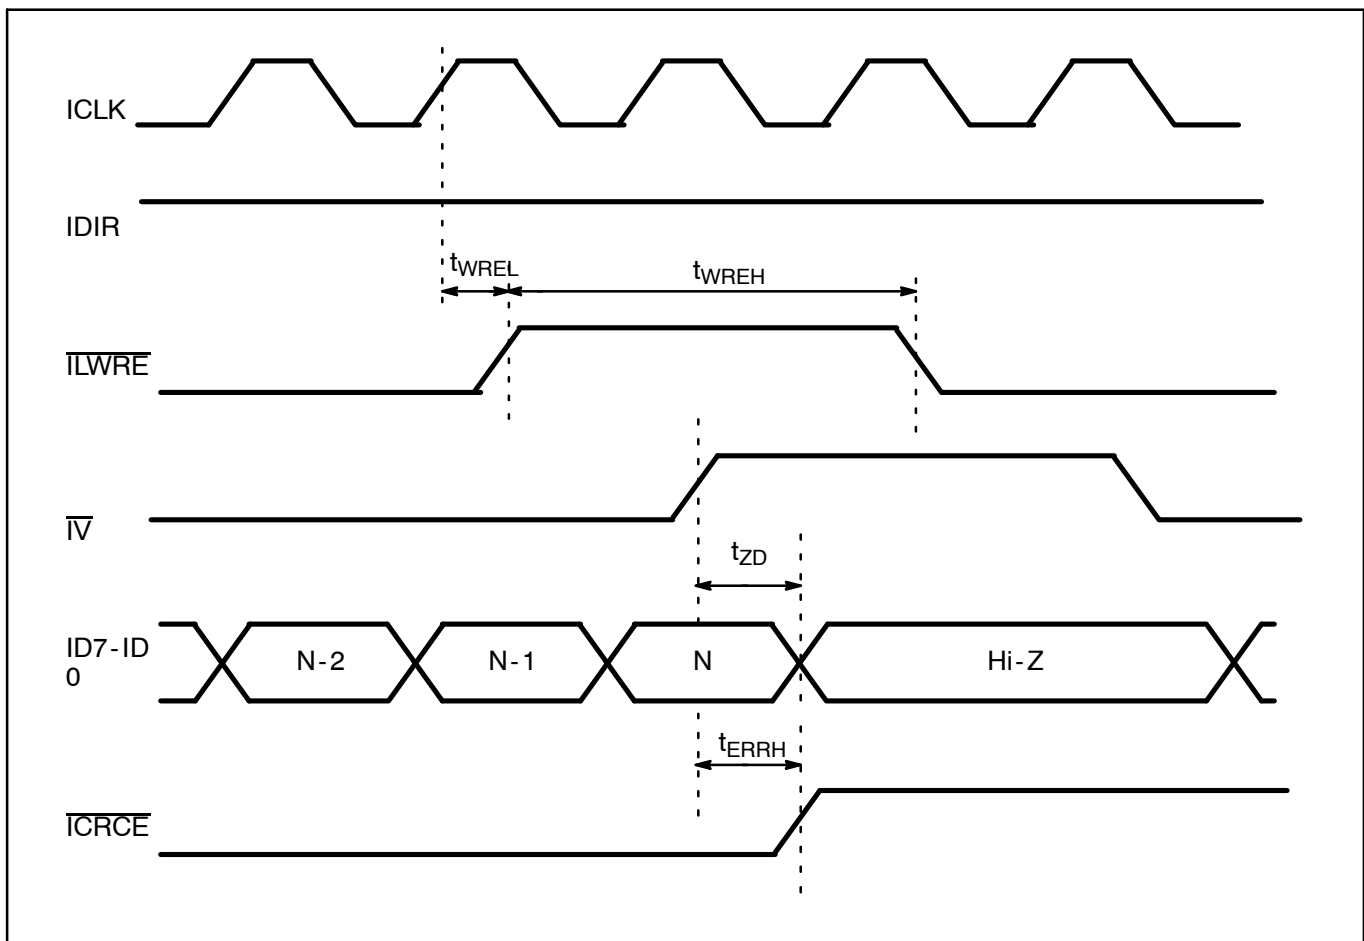 ICLK
IDIR
tWREL
tWREH
ILWRE
IV
tZD
ID7-ID
0
N-2
N-1
N
Hi-Z
tERRH
ICRCE